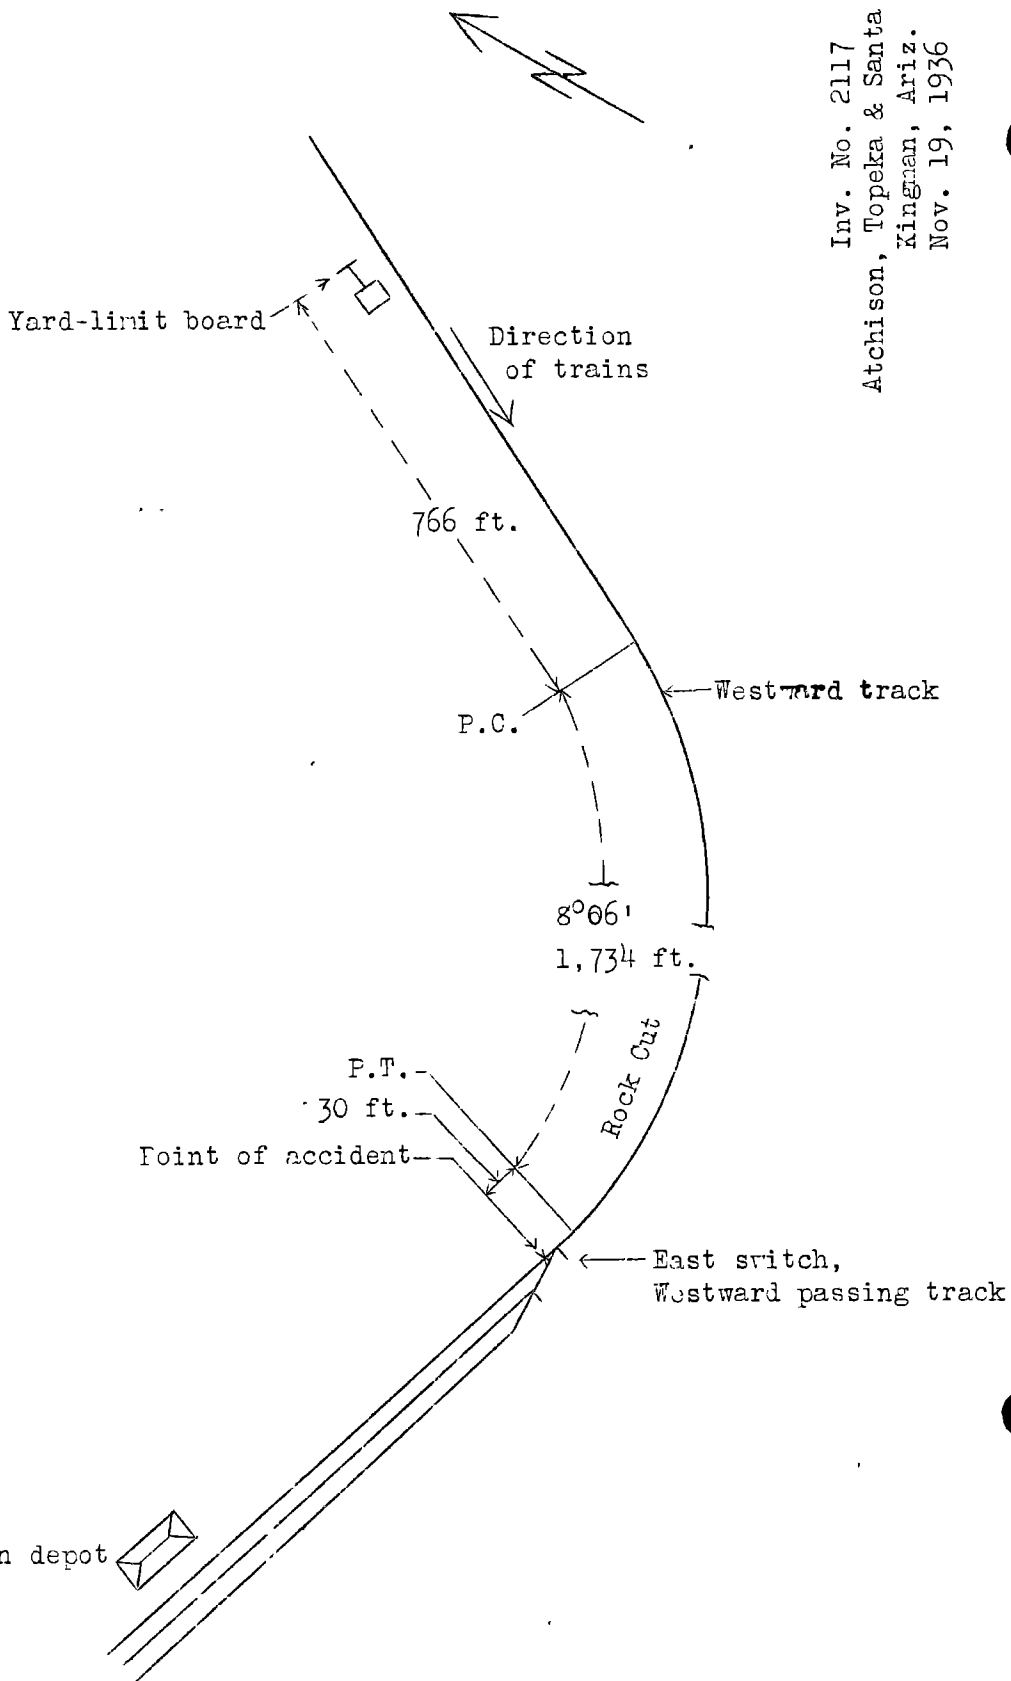 Inv. No. 2117
Atchison, Topeka & Santa
Kingman, Ariz.
Nov. 19, 1936
Yard-limit board
Direction
of trains
766 ft.
Westward track
P.C.
8°06'
1,734 ft.
Rock Cut
P.T.
30 ft.
Point of accident
East switch,
Westward passing track
n depot